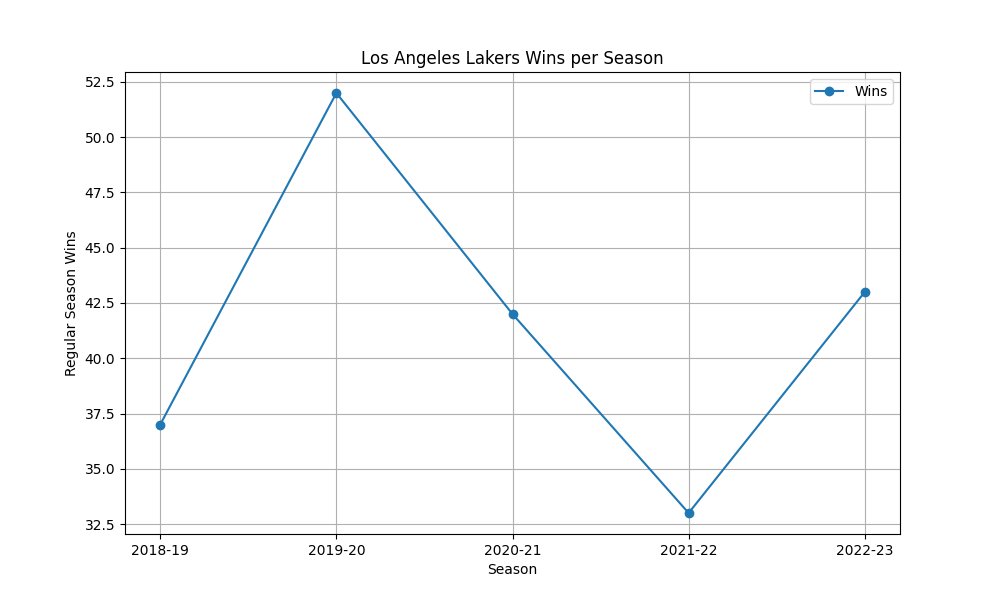 Los Angeles Lakers Wins per Season
Wins
Regular Season Wins
52.5
50.0
47.5
45.0
42.5
40.0
37.5
35.0
32.5
2018-19 2019-20 2020-21 2021-22 2022-23
Season